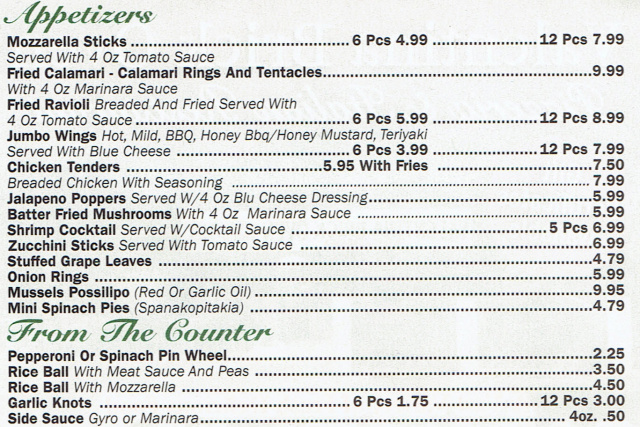 Appetizers
Mozzarella Sticks ........ 6 Pcs 4.99 ........ 12 Pcs 7.99
Served With 4 Oz Tomato Sauce
Fried Calamari - Calamari Rings And Tentacles........ 9.99
With 4 Oz Marinara Sauce
Fried Ravioli Breaded And Fried Served With
4 Oz Tomato Sauce ........ 6 Pcs 5.99 ........ 12 Pcs 8.99
Jumbo Wings Hot, Mild, BBQ, Honey Bbq/Honey Mustard, Teriyaki
Served With Blue Cheese ........ 6 Pcs 3.99 ........ 12 Pcs 7.99
Chicken Tenders ........ 5.95 With Fries ........ 7.50
Breaded Chicken With Seasoning ........ 7.99
Jalapeno Poppers Served W/4 Oz Blu Cheese Dressing........ 5.99
Batter Fried Mushrooms With 4 Oz Marinara Sauce ........ 5.99
Shrimp Cocktail Served W/Cocktail Sauce ........ 5 Pcs 6.99
Zucchini Sticks Served With Tomato Sauce ........ 6.99
Stuffed Grape Leaves ........ 4.79
Onion Rings ........ 5.99
Mussels Possilipo (Red Or Garlic Oil) ........ 9.95
Mini Spinach Pies (Spanakopitakia) ........ 4.79
From The Counter
Pepperoni Or Spinach Pin Wheel........ 2.25
Rice Ball With Meat Sauce And Peas ........ 3.50
Rice Ball With Mozzarella ........ 4.50
Garlic Knots ........ 6 Pcs 1.75 ........ 12 Pcs 3.00
Side Sauce Gyro or Marinara........ 4oz. .50